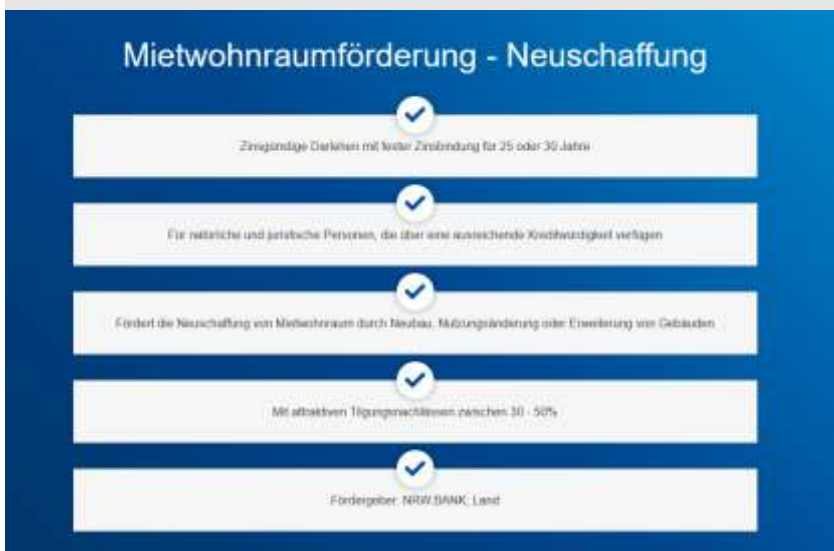 Mietwohnraumförderung - Neuschaffung
Zinsgünstige Darlehen mit fester Zinsbindung für 25 oder 30 Jahre
Für natürliche und juristische Personen, die über eine ausreichende Kreditwürdigkeit verfügen
Fördert die Neuschaffung von Mietwohnraum durch Neubau, Nutzungsänderung oder Erweiterung von Gebäuden
Mit attraktiven Tilgungsnachlässen zwischen 30 - 50%
Fördergeber: NRW.BANK, Land